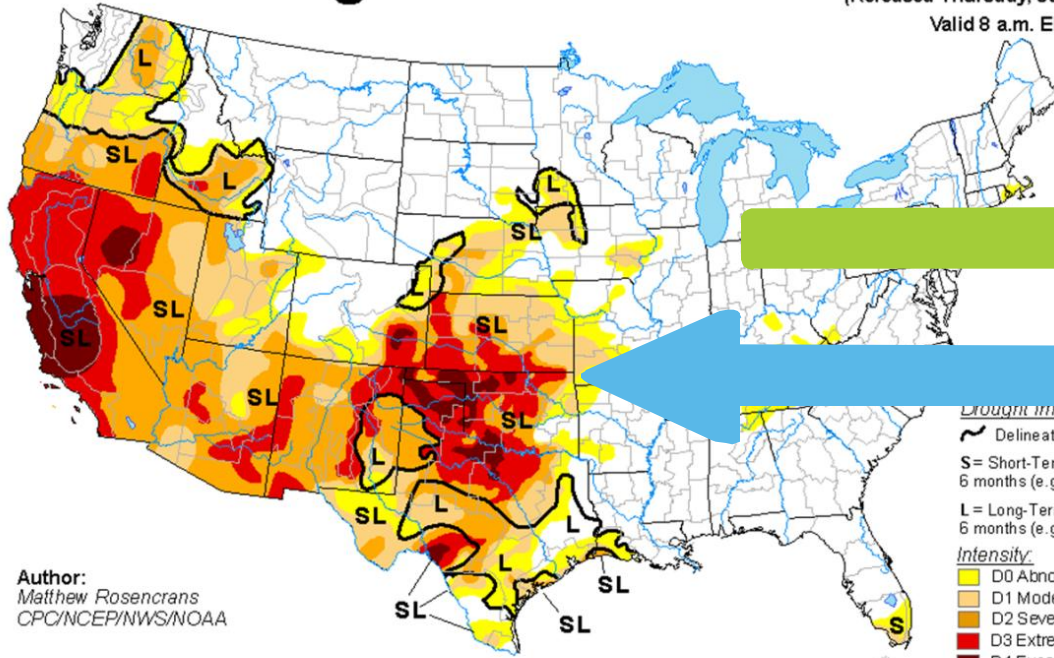 Valid 8 a.m. E
L
SL
L
L
SL
SL
SL
SL
SL
SL
L
L
SL
L
L
SL
SL
SL
S
Drought Im
Delineat
S = Short-Ter
6 months (e.g
L = Long-Ter
6 months (e.g
Intensity:
D0 Abno
D1 Mode
D2 Seve
D3 Extre
Author:
Matthew Rosencrans
CPC/NCEP/NWS/NOAA